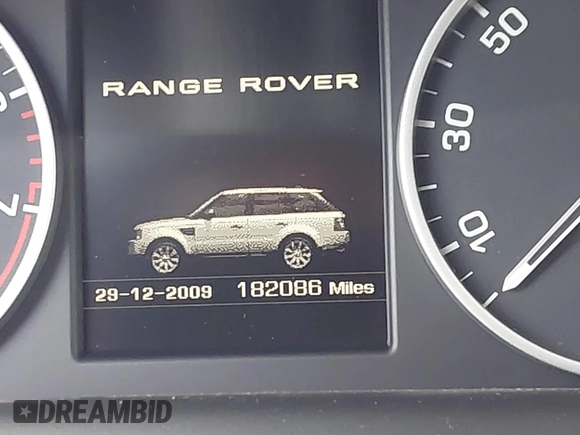 50
30
10
RANGE ROVER
29-12-2009 182086 Miles
DREAMBID